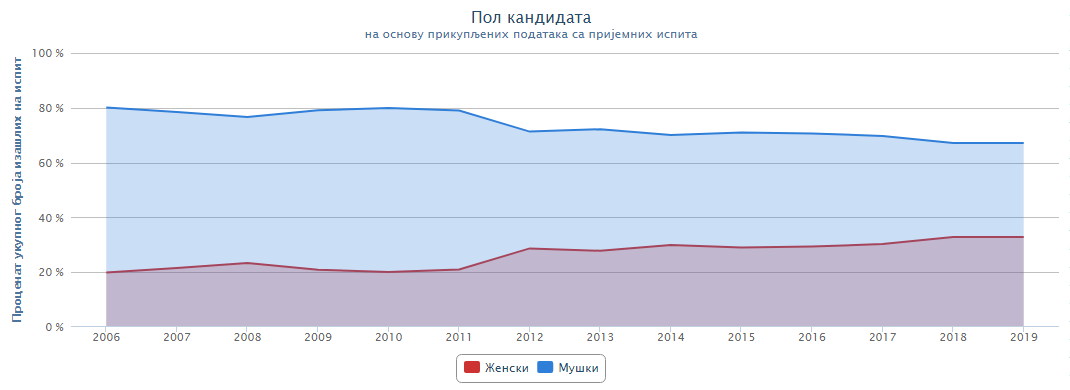 Пол кандидата
на основу прикупљених података са пријемних испита
Проценат укупног броја изашлих на испит
100 %
80 %
60 %
40 %
20 %
0 %
2006 2007 2008 2009 2010 2011 2012 2013 2014 2015 2016 2017 2018 2019
Женски Мушки